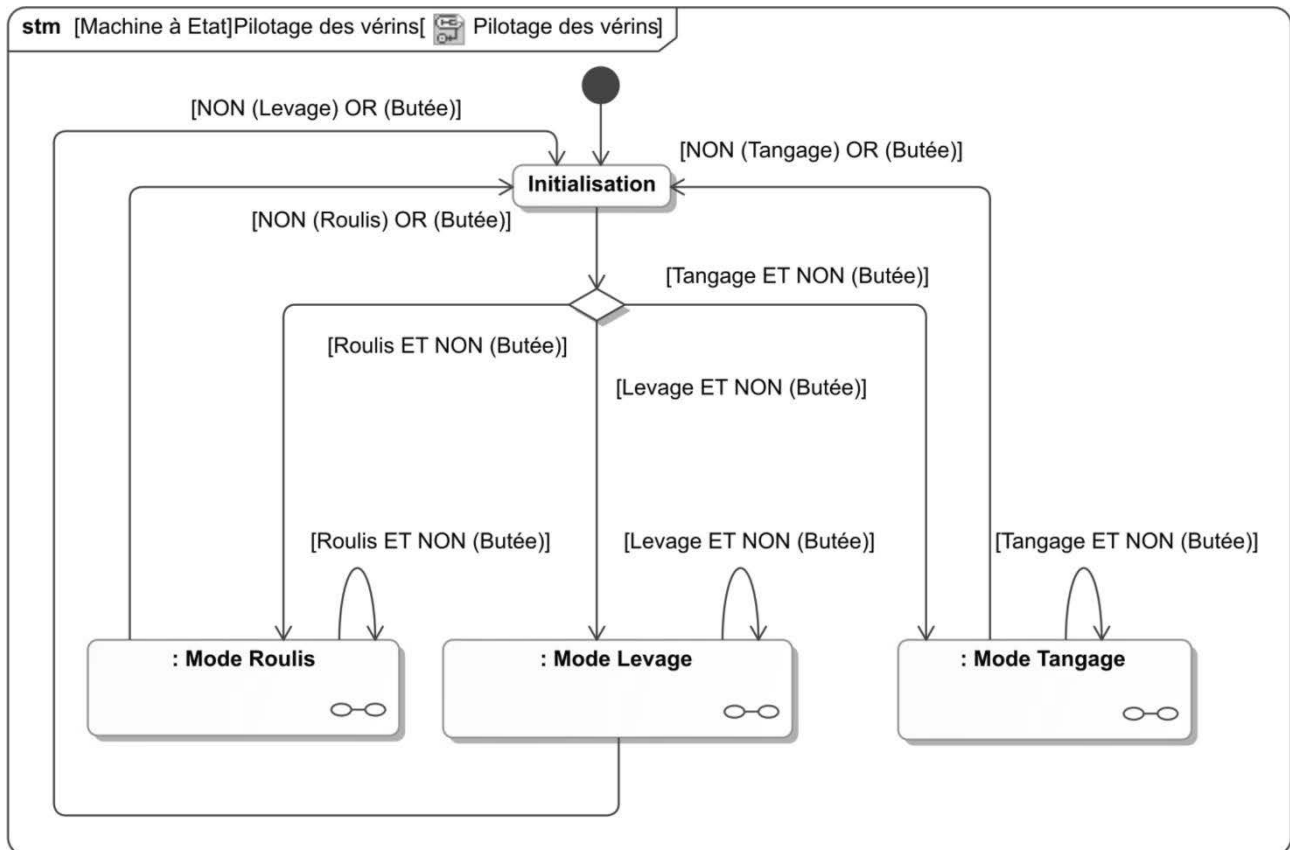 stm [Machine à Etat]Pilotage des vérins[ Pilotage des vérins]
[NON (Levage) OR (Butée)]
[NON (Tangage) OR (Butée)]
Initialisation
[NON (Roulis) OR (Butée)]
[Tangage ET NON (Butée)]
[Roulis ET NON (Butée)]
[Levage ET NON (Butée)]
[Roulis ET NON (Butée)]
[Levage ET NON (Butée)]
[Tangage ET NON (Butée)]
: Mode Roulis
: Mode Levage
: Mode Tangage